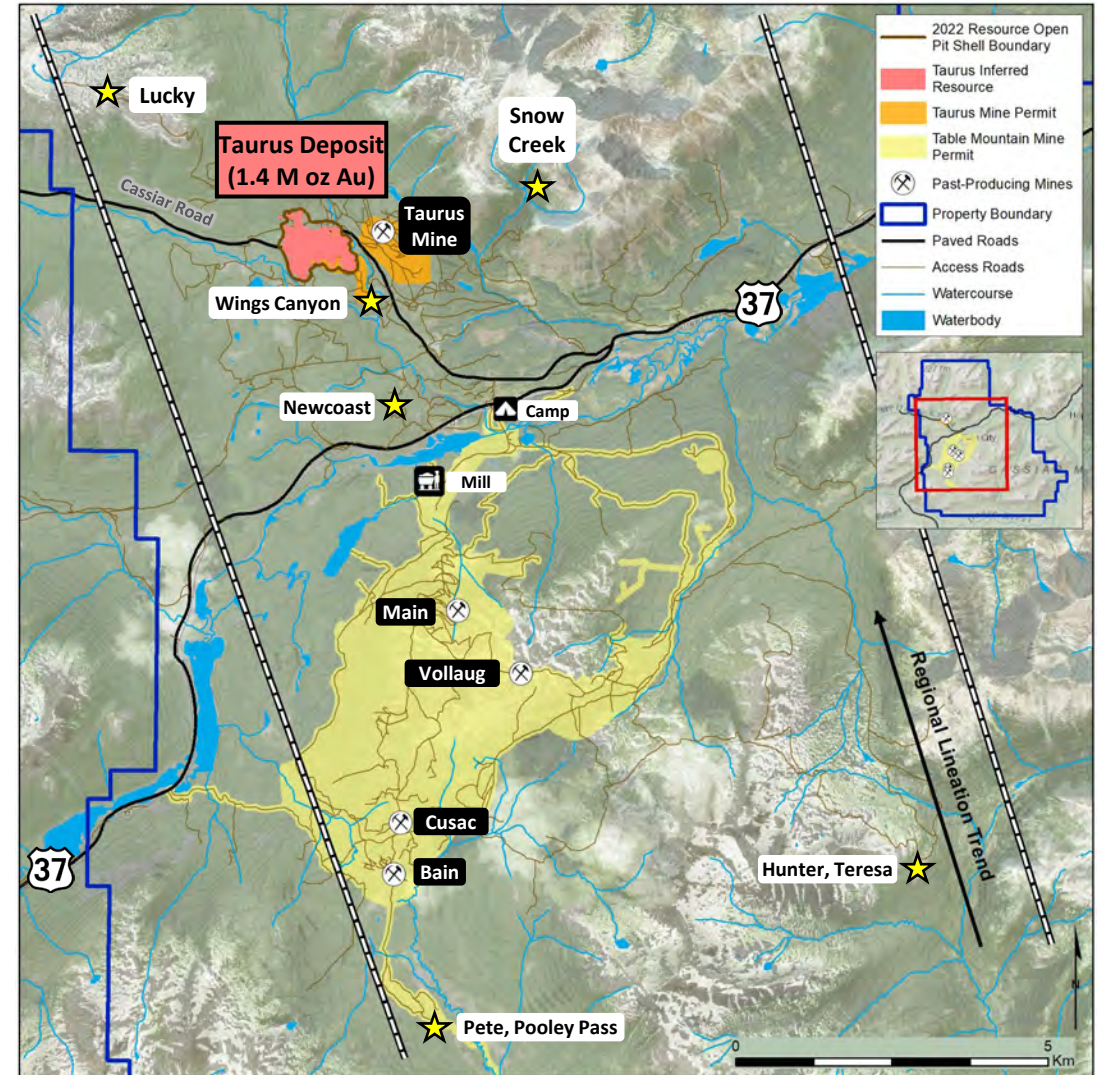 Lucky
Taurus Deposit
(1.4 M oz Au)
Snow
Creek
Cassiar Road
Taurus
Mine
Wings Canyon
37
Newcoast
Camp
Mill
Main
Vollaug
Regional Lineation Trend
Cusac
37
Bain
Hunter, Teresa
Pete, Pooley Pass
N
0 5
Km
2022 Resource Open
Pit Shell Boundary
Taurus Inferred
Resource
Taurus Mine Permit
Table Mountain Mine
Permit
Past-Producing Mines
Property Boundary
Paved Roads
Access Roads
Watercourse
Waterbody
City